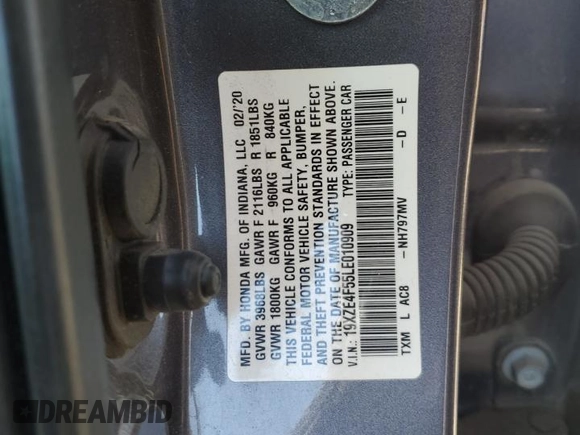 MFD. BY HONDA MFG. OF INDIANA, LLC 02/'20
GVWR 3968LBS GAWR F 2116LBS R 1851LBS
GVWR 1800KG GAWR F 960KG R 840KG
THIS VEHICLE CONFORMS TO ALL APPLICABLE
FEDERAL MOTOR VEHICLE SAFETY, BUMPER,
AND THEFT PREVENTION STANDARDS IN EFFECT
ON THE DATE OF MANUFACTURE SHOWN ABOVE.
V.I.N.: 19XZE4F55LE010909 TYPE: PASSENGER CAR
TXM L AC8 -NH797MV -D -E
DREAMBID